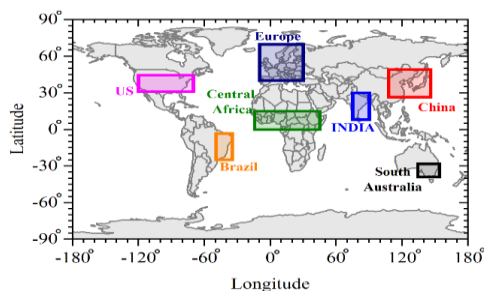 90°
60°
30°
0°
-30°
-60°
-90°
Latitude
Europe
US
Central
Africa
INDIA
China
Brazil
South
Australia
-180°
-120°
-60°
0°
60°
120°
180°
Longitude